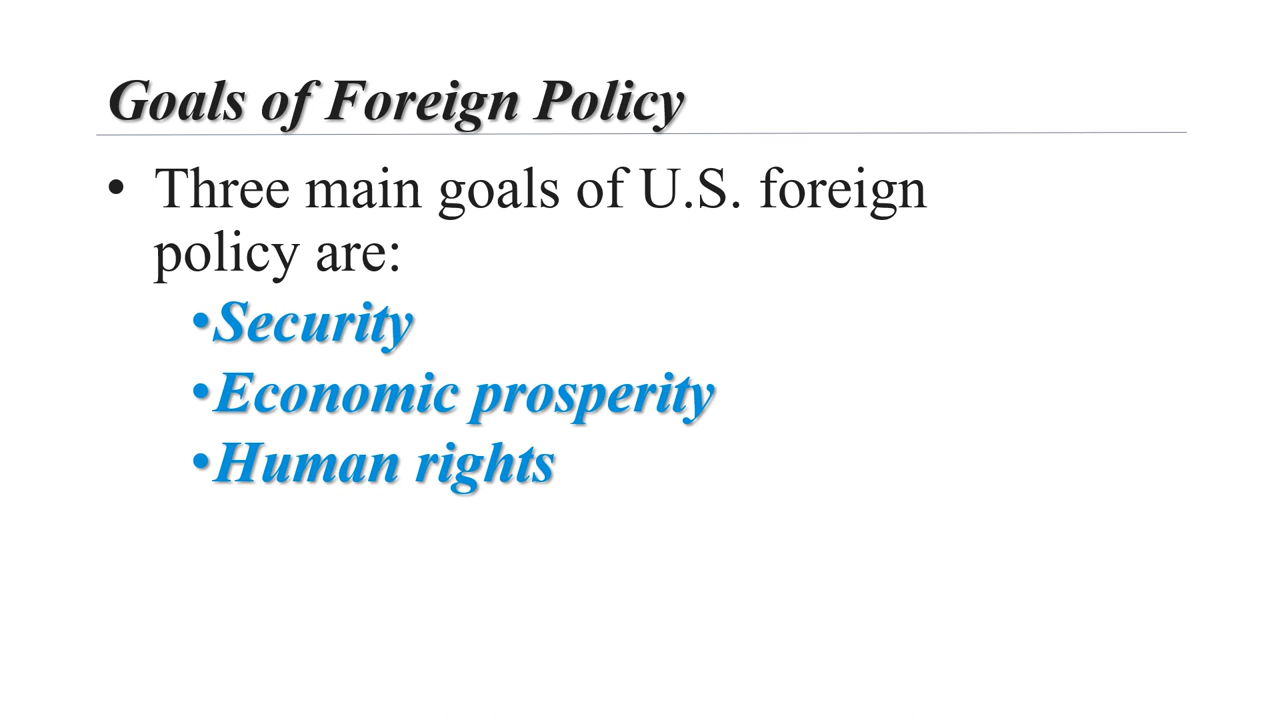 Goals of Foreign Policy
• Three main goals of U.S. foreign
policy are:
•Security
•Economic prosperity
•Human rights